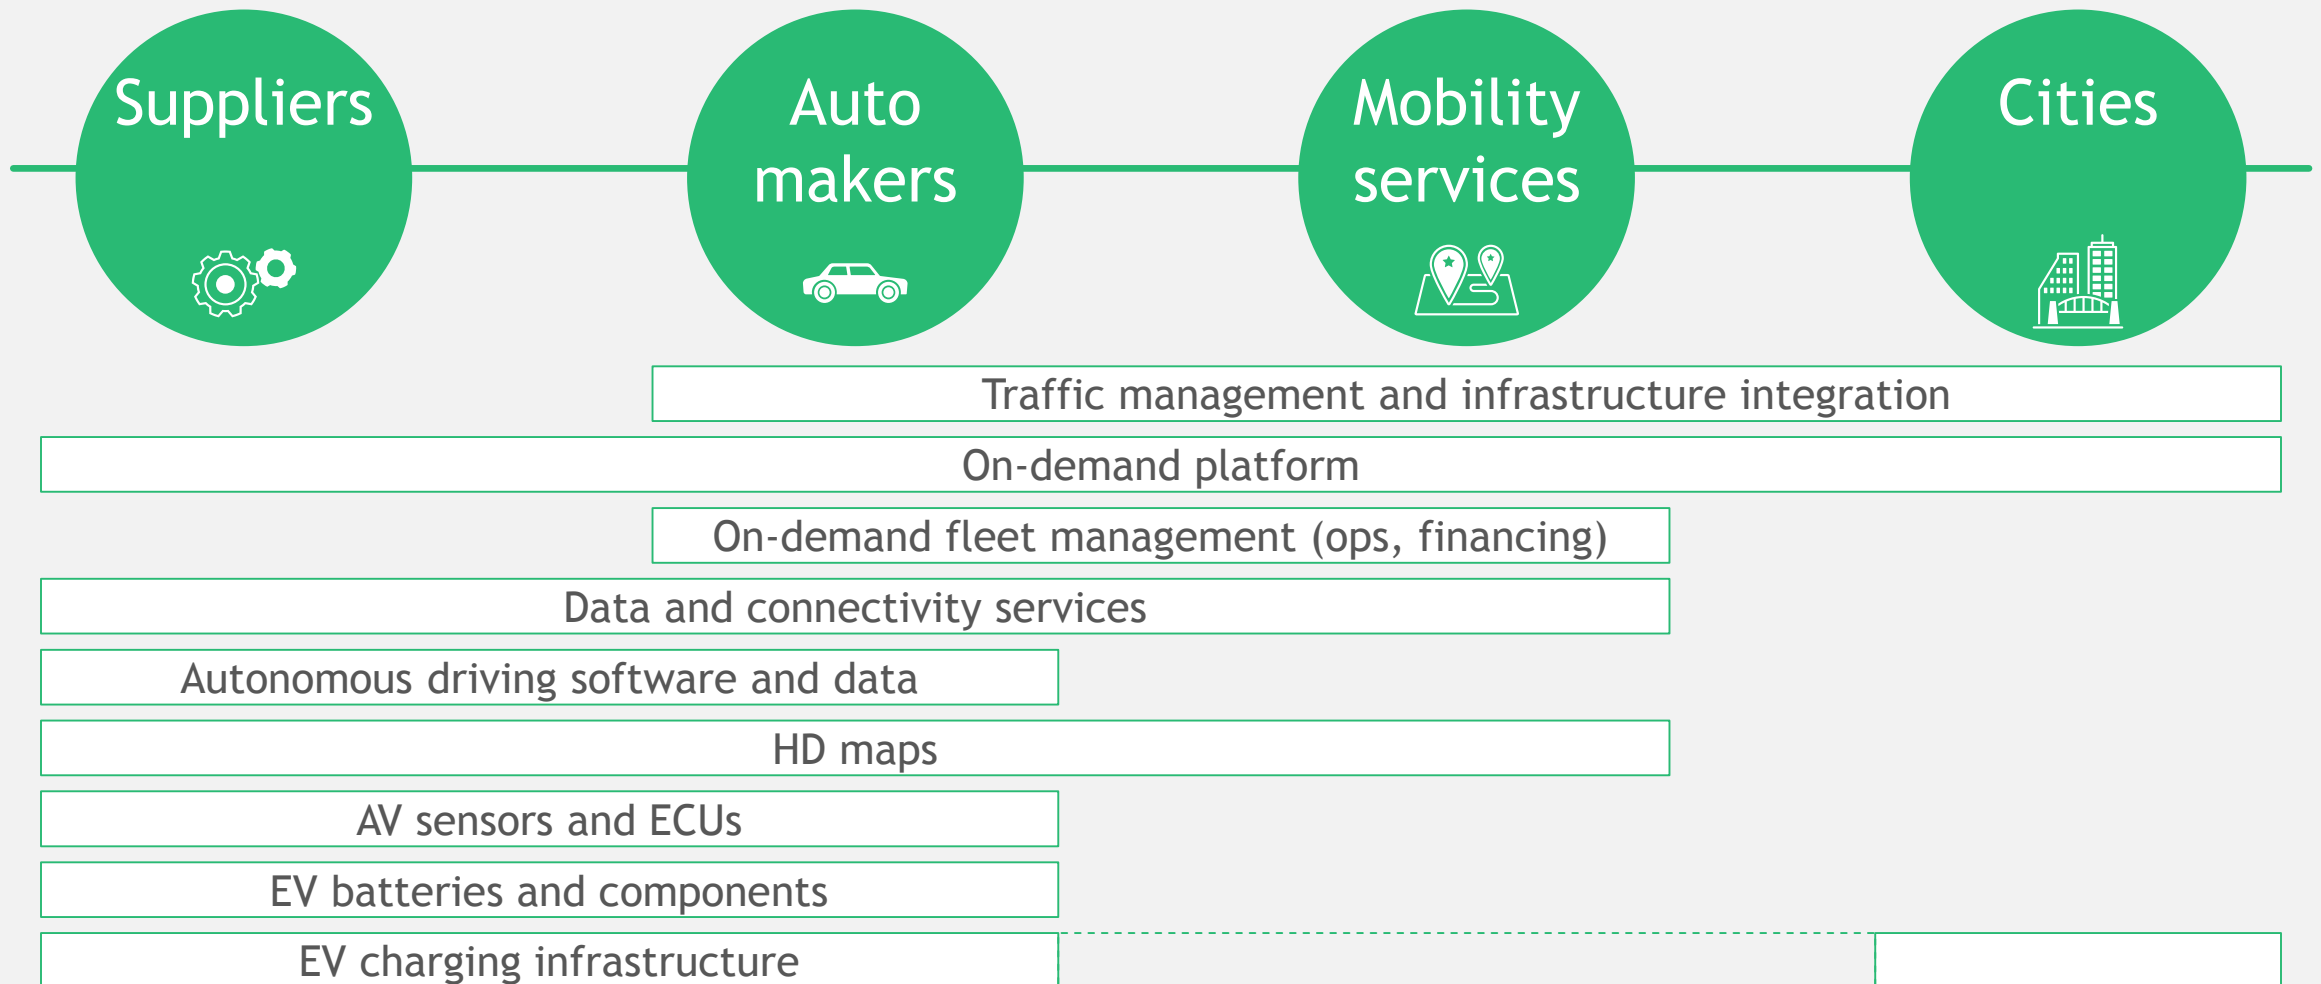 Suppliers
Auto
makers
Mobility
services
Cities
Traffic management and infrastructure integration
On-demand platform
On-demand fleet management (ops, financing)
Data and connectivity services
Autonomous driving software and data
HD maps
AV sensors and ECUs
EV batteries and components
EV charging infrastructure